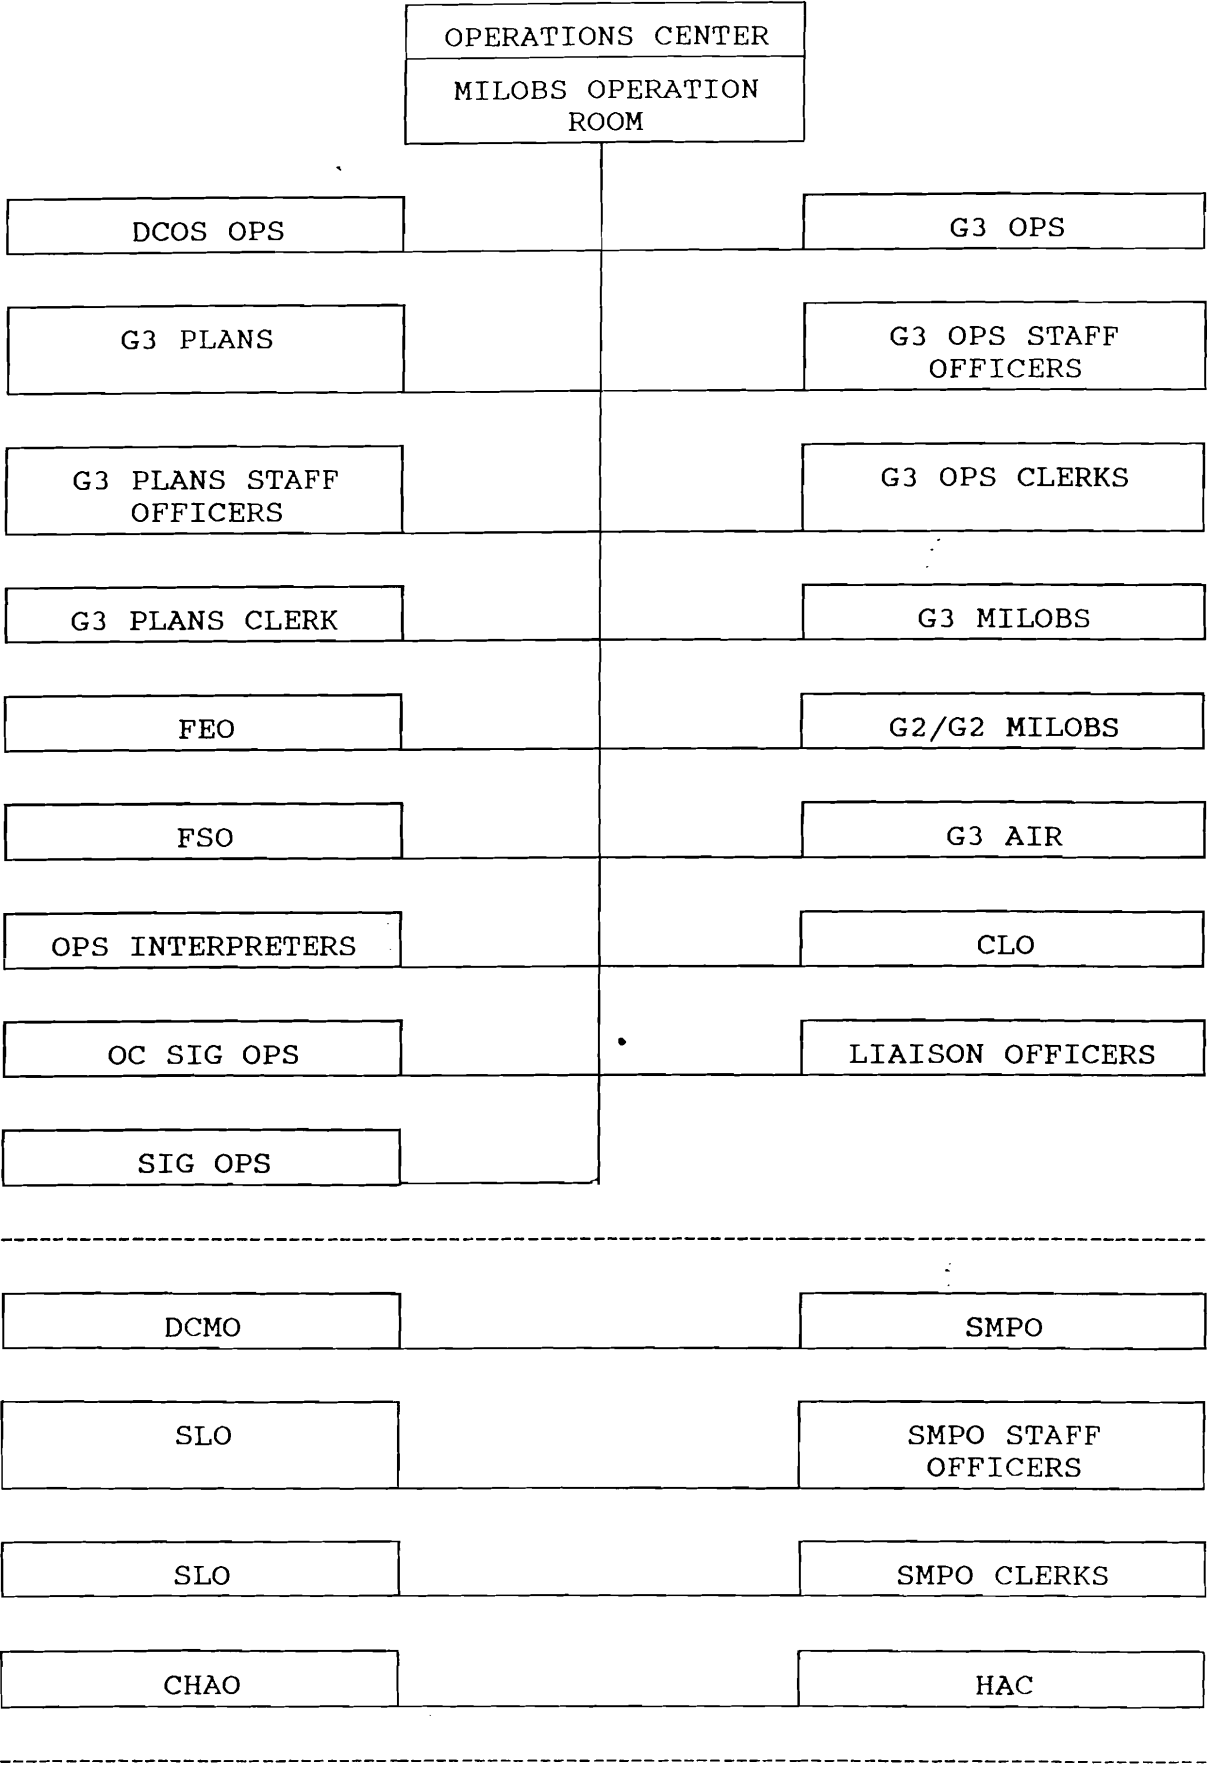 OPERATIONS CENTER
MILOBS OPERATION
ROOM
DCOS OPS
G3 OPS
G3 PLANS
G3 OPS STAFF
OFFICERS
G3 PLANS STAFF
OFFICERS
G3 OPS CLERKS
G3 PLANS CLERK
G3 MILOBS
FEO
G2/G2 MILOBS
FSO
G3 AIR
OPS INTERPRETERS
CLO
OC SIG OPS
LIAISON OFFICERS
SIG OPS
DCMO
SMPO
SLO
SMPO STAFF
OFFICERS
SLO
SMPO CLERKS
CHAO
HAC